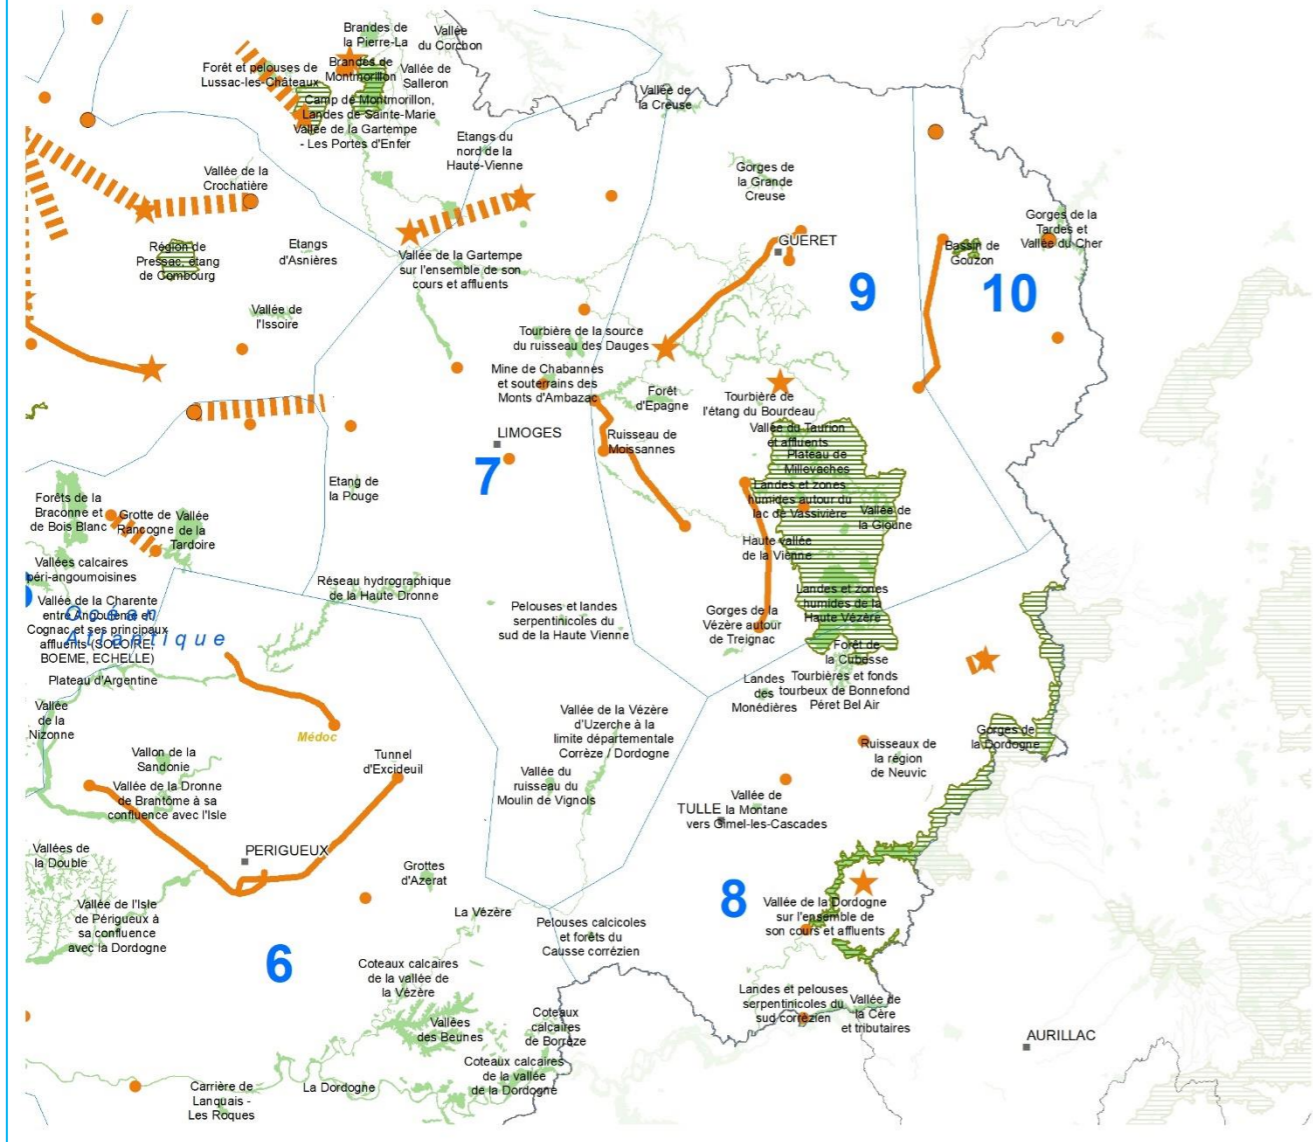 Brandes de
la Pierre-La
Vallée
du Corchon
Forêt et pelouses de
Lussac-les-Châteaux
Brandes de
Montmorillon
Vallée de
Salleron
Camp de Montmorillon,
Landes de Sainte-Marie
Vallée de la Gartempe
- Les Portes d'Enfer
Vallée de
la Creuse
Etangs du
nord de la
Haute-Vienne
Vallée de la
Crochatière
Gorges de
la Grande
Creuse
Gorges de la
Tardes et
Vallée du Cher
GUERET
Bassin de
Gouzon
Région de
Pressac, étang
de Combourg
Etangs
d'Asnières
Vallée de la Gartempe
sur l'ensemble de son
cours et affluents
9
10
Vallée de
l'Issoire
Tourbière de la source
du ruisseau des Dauges
Mine de Chabannes
et souterrains des
Monts d'Ambazac
Forêt
d'Epagne
Tourbière de
l'étang du Bourdeau
LIMOGES
Ruisseau de
Moissannes
Vallée du Taurion
et affluents
Plateau de
Millevaches
7
Etang de
la Pouge
Landes et zones
humides autour du
lac de Vassivière
Vallée de
la Gioune
Forêts de la
Braconne et
de Bois Blanc
Grotte de
Rancogne
Vallée
de la
Tardoire
Haute vallée
de la Vienne
Vallées calcaires
péri-angoumoisines
Réseau hydrographique
de la Haute Dronne
Landes et zones
humides de la
Haute Vézère
Vallée de la Charente
entre Angoulême et
Cognac et ses principaux
affluents (SOLOIRE,
BOEME, ECHELLE)
Océan
Atlantique
Pelouses et landes
serpentinicoles du
sud de la Haute Vienne
Gorges de la
Vézère autour
de Treignac
Forêt de
la Cubesse
Plateau d'Argentine
Landes
des
Monédières
Tourbières et fonds
tourbeux de Bonnefond
Péret Bel Air
Vallée
de la
Nizonne
Médoc
Vallée de la Vézère
d'Uzerche à la
limite départementale
Corrèze / Dordogne
Gorges de
la Dordogne
Ruisseaux de
la région
de Neuvic
Vallon de la
Sandonie
Tunnel
d'Excideuil
Vallée du
ruisseau du
Moulin de Vignols
Vallée de la Dronne
de Brantôme à sa
confluence avec l'Isle
TULLE
Vallée de
la Montane
vers Gimel-les-Cascades
PERIGUEUX
Vallées de
la Double
Grottes
d'Azerat
8
Vallée de l'Isle
de Périgueux à
sa confluence
avec la Dordogne
La Vézère
Vallée de la Dordogne
sur l'ensemble de
son cours et affluents
Pelouses calcicoles
et forêts du
Causse corrézien
6
Coteaux calcaires
de la vallée de
la Vézère
Landes et pelouses
serpentinicoles du
sud corrézien
Vallée de
la Cère
et tributaires
Vallées
des Beunes
Coteaux
calcaires
de Borrèze
AURILLAC
Coteaux calcaires
de la vallée
de la Dordogne
Carrière de
Lanquais -
Les Roques
La Dordogne